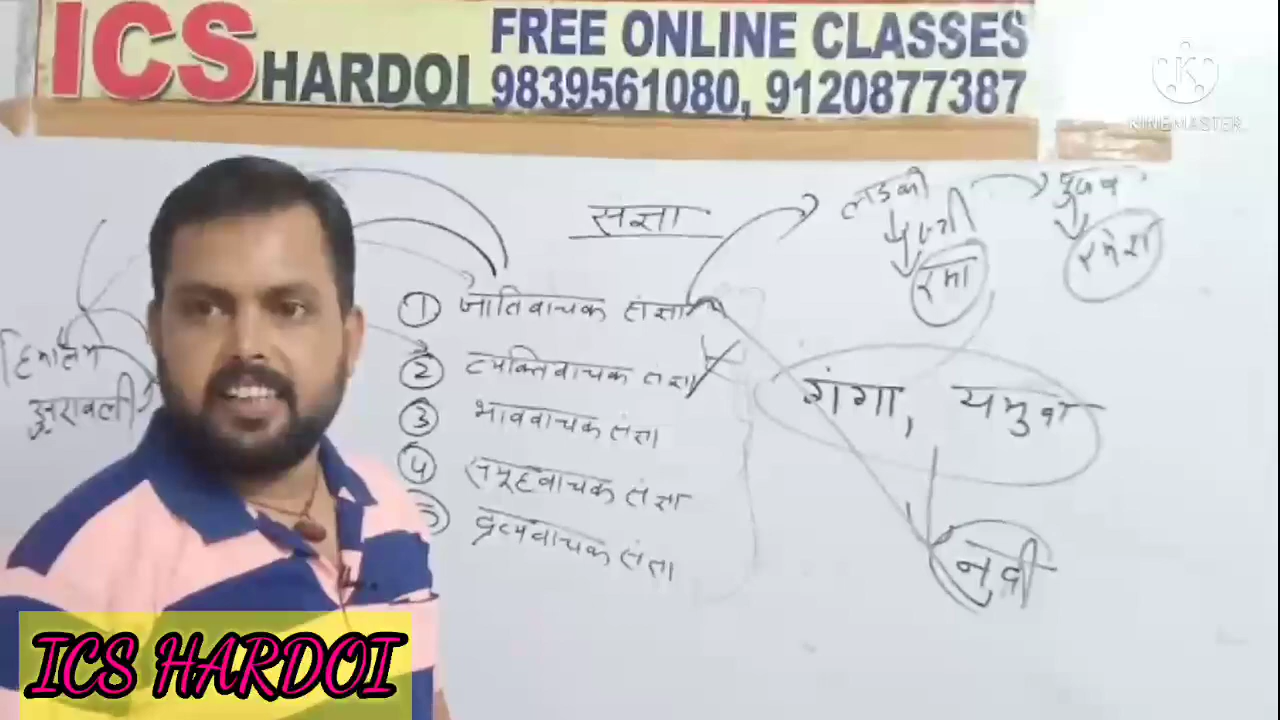 ICS HARDOI FREE ONLINE CLASSES
9839561080, 9120877387
KINEMASTER
संज्ञा
लड़की
रमा
पुरुष
रमेश
① जातिवाचक संज्ञा
② व्यक्तिवाचक संज्ञा
③ भाववाचक संज्ञा
④ समूहवाचक संज्ञा
⑤ द्रव्यवाचक संज्ञा
हिमालय
अरावली
गंगा, यमुना
नदी
ICS HARDOI